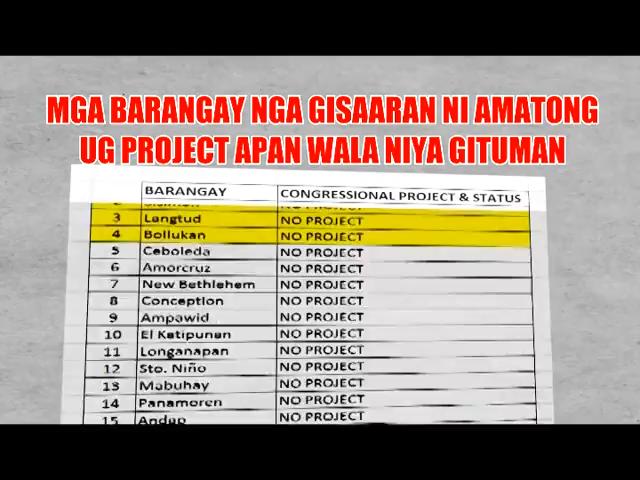 MGA BARANGAY NGA GISAARAN NI AMATONG
UG PROJECT APAN WALA NIYA GITUMAN
BARANGAY CONGRESSIONAL PROJECT & STATUS
3 Langtud NO PROJECT
4 Bollukan NO PROJECT
5 Caboleda NO PROJECT
6 Amorcruz NO PROJECT
7 New Bethlehem NO PROJECT
8 Conception NO PROJECT
9 Ampawid NO PROJECT
10 El Katipunan NO PROJECT
11 Longanapan NO PROJECT
12 Sto. Niño NO PROJECT
13 Mabuhay NO PROJECT
14 Panamoren NO PROJECT
15 Andap NO PROJECT